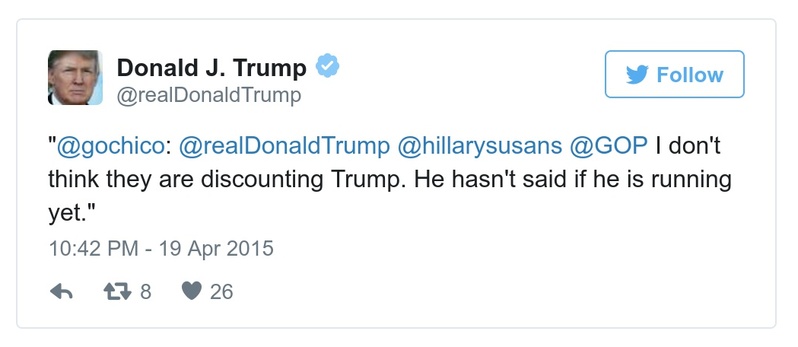 Donald J. Trump
@realDonaldTrump
Follow
"@gochico: @realDonaldTrump @hillarysusans @GOP I don't
think they are discounting Trump. He hasn't said if he is running
yet."
10:42 PM - 19 Apr 2015
8 26